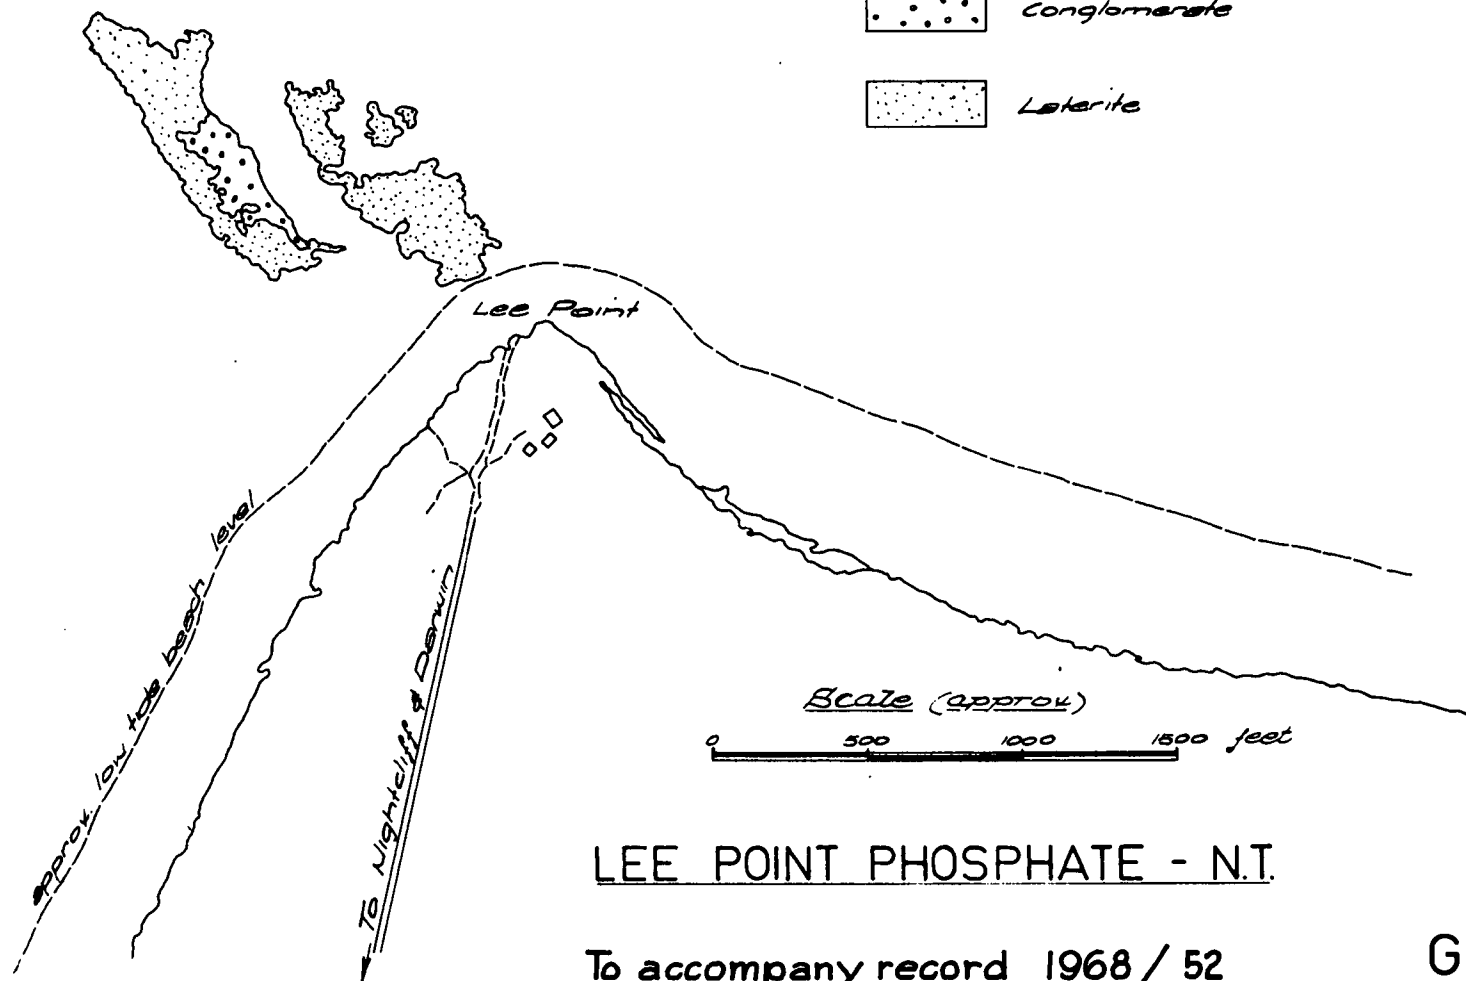 Conglomerate
Laterite
Lee Point
approx. low tide beach level
To Nightcliff & Darwin
Scale (approx)
0 500 1000 1500 feet
LEE POINT PHOSPHATE - N.T.
To accompany record 1968 / 52
G